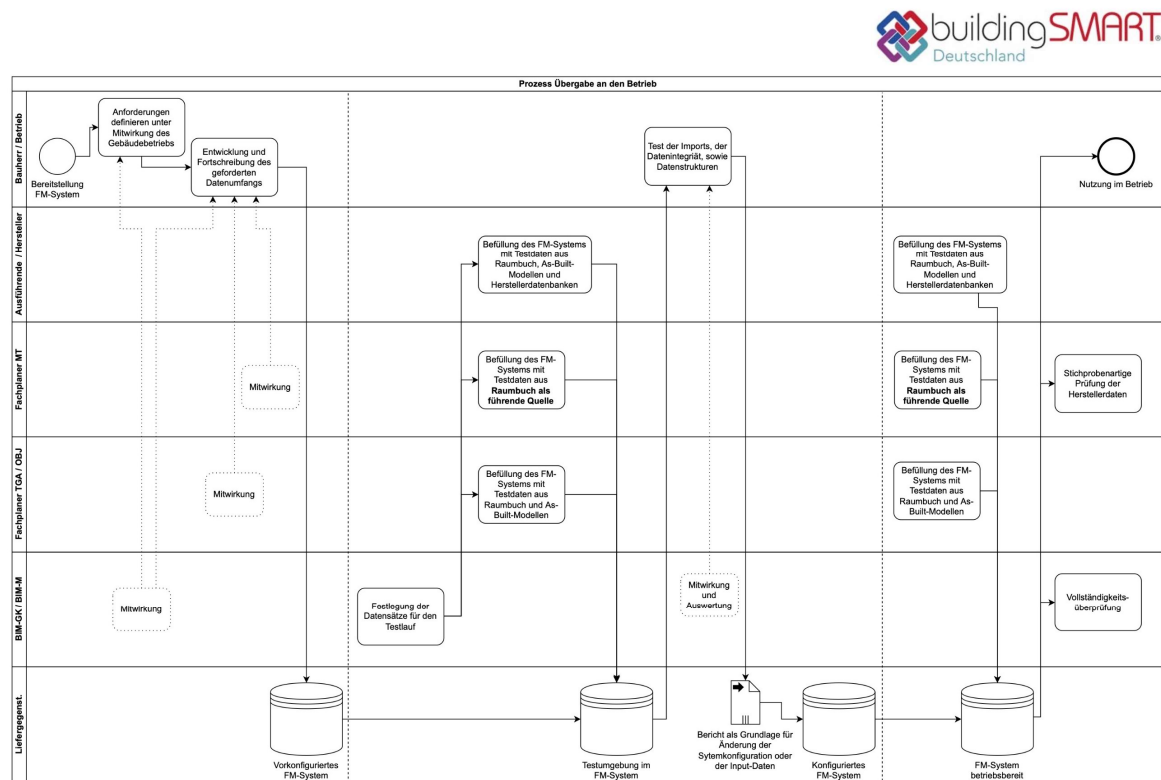 buildingSMART®
Deutschland
Prozess Übergabe an den Betrieb
Bauherr / Betrieb
Bereitstellung
FM-System
Anforderungen
definieren unter
Mitwirkung des
Gebäudebetriebs
Entwicklung und
Fortschreibung des
geforderten
Datenumfangs
Test der Imports, der
Datenintegriät, sowie
Datenstrukturen
Nutzung im Betrieb
Ausführende / Hersteller
Befüllung des FM-Systems
mit Testdaten aus
Raumbuch, As-Built-
Modellen und
Herstellerdatenbanken
Befüllung des FM-Systems
mit Testdaten aus
Raumbuch, As-Built-
Modellen und
Herstellerdatenbanken
Fachplaner MT
Mitwirkung
Befüllung des FM-
Systems mit
Testdaten aus
Raumbuch als
führende Quelle
Befüllung des FM-
Systems mit
Testdaten aus
Raumbuch als
führende Quelle
Stichprobenartige
Prüfung der
Herstellerdaten
Fachplaner TGA / OBJ
Mitwirkung
Befüllung des FM-
Systems mit
Testdaten aus
Raumbuch und As-
Built-Modellen
Befüllung des FM-
Systems mit
Testdaten aus
Raumbuch und As-
Built-Modellen
BIM-GK / BIM-M
Mitwirkung
Festlegung der
Datensätze für den
Testlauf
Mitwirkung
und
Auswertung
Vollständigkeits-
überprüfung
Liefergegenst.
Vorkonfiguriertes
FM-System
Testumgebung im
FM-System
Bericht als Grundlage für
Änderung der
Sytemkonfiguration oder
der Input-Daten
Konfiguriertes
FM-System
FM-System
betriebsbereit